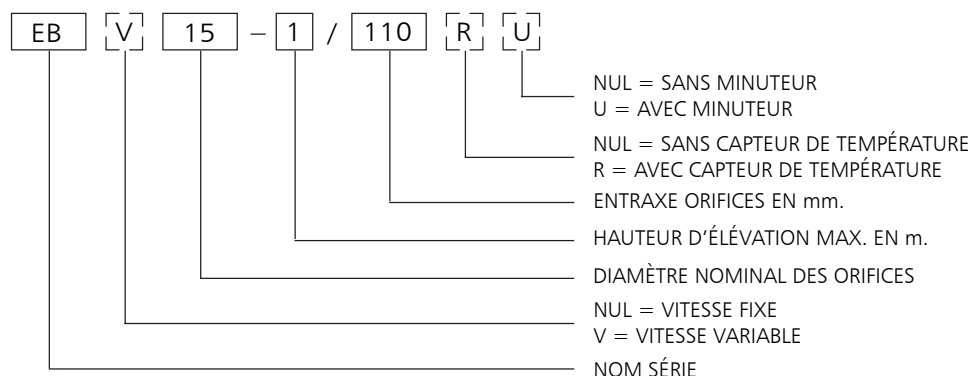 EB V 15 – 1 / 110 R U
NUL = SANS MINUTEUR
U = AVEC MINUTEUR
NUL = SANS CAPTEUR DE TEMPÉRATURE
R = AVEC CAPTEUR DE TEMPÉRATURE
ENTRAXE ORIFICES EN mm.
HAUTEUR D’ÉLÉVATION MAX. EN m.
DIAMÈTRE NOMINAL DES ORIFICES
NUL = VITESSE FIXE
V = VITESSE VARIABLE
NOM SÉRIE